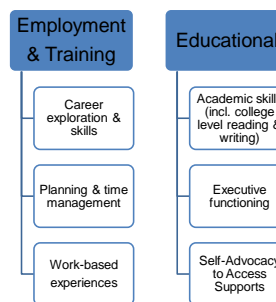 Employment
& Training
Career
exploration &
skills
Planning & time
management
Work-based
experiences
Educational
Academic skill
(incl. college
level reading &
writing)
Executive
functioning
Self-Advocacy
to Access
Supports